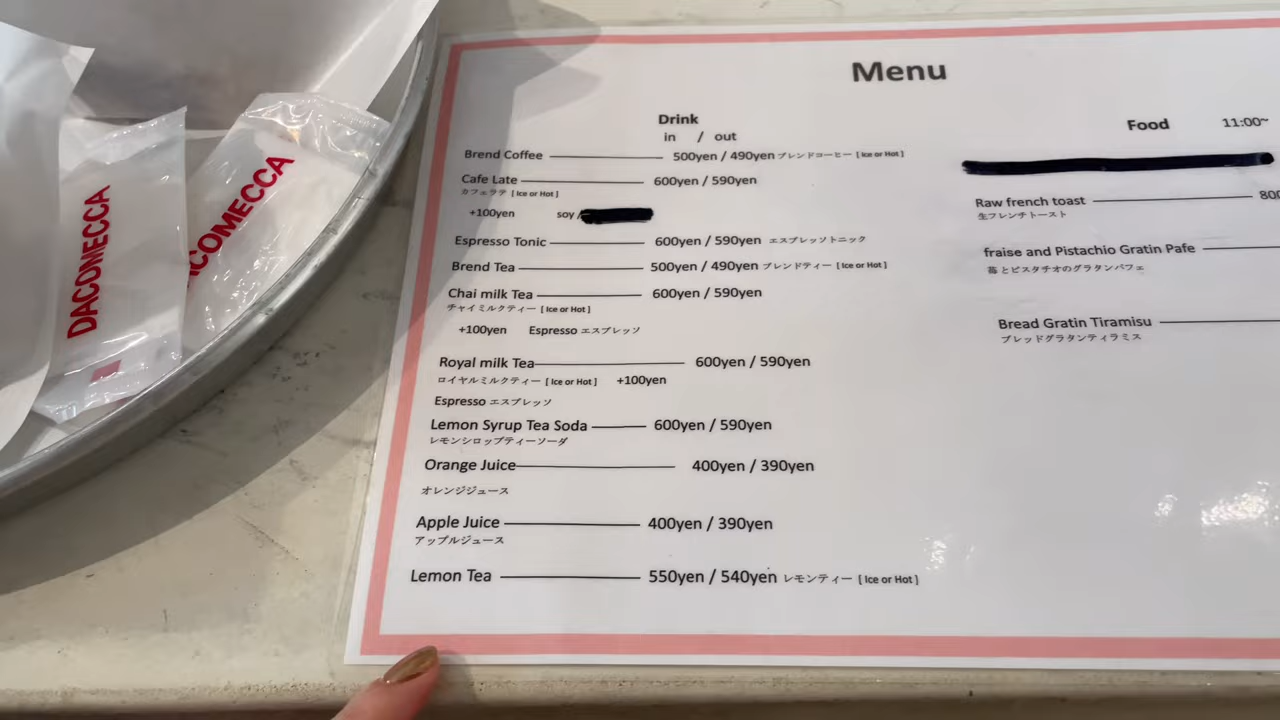 DACOMECCA
COMECCA
Menu
Drink
in / out
Brend Coffee 500yen / 490yen ブレンドコーヒー [ Ice or Hot ]
Cafe Late 600yen / 590yen
カフェラテ [ Ice or Hot ]
+100yen soy /
Espresso Tonic 600yen / 590yen エスプレッソトニック
Brend Tea 500yen / 490yen ブレンドティー [ Ice or Hot ]
Chai milk Tea 600yen / 590yen
チャイミルクティー [ Ice or Hot ]
+100yen Espresso エスプレッソ
Royal milk Tea 600yen / 590yen
ロイヤルミルクティー [ Ice or Hot ] +100yen
Espresso エスプレッソ
Lemon Syrup Tea Soda 600yen / 590yen
レモンシロップティーソーダ
Orange Juice 400yen / 390yen
オレンジジュース
Apple Juice 400yen / 390yen
アップルジュース
Lemon Tea 550yen / 540yen レモンティー [ Ice or Hot ]
Food 11:00~
Raw french toast 800
生フレンチトースト
fraise and Pistachio Gratin Pafe
苺とピスタチオのグラタンパフェ
Bread Gratin Tiramisu
ブレッドグラタンティラミス